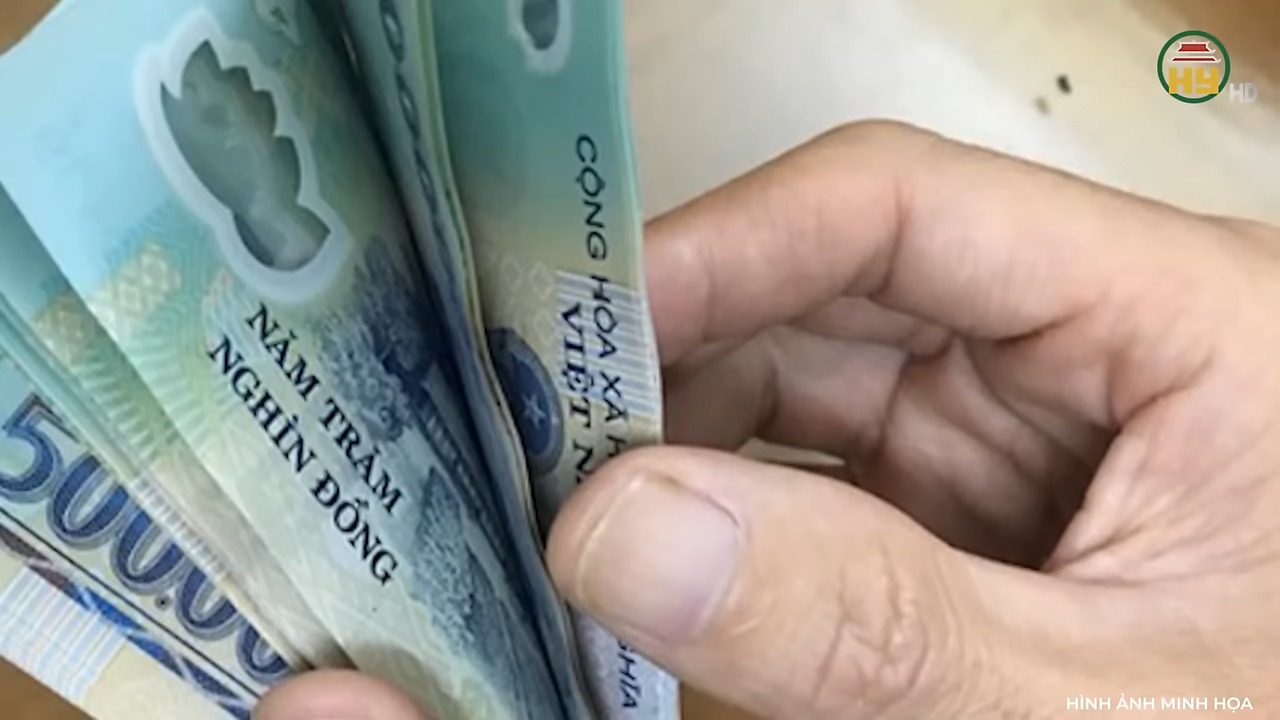 HY
HD
NĂM TRĂM
NGHÌN ĐỒNG
CỘNG HÒA XÃ
VIỆT
500.00
HÌNH ẢNH MINH HỌA